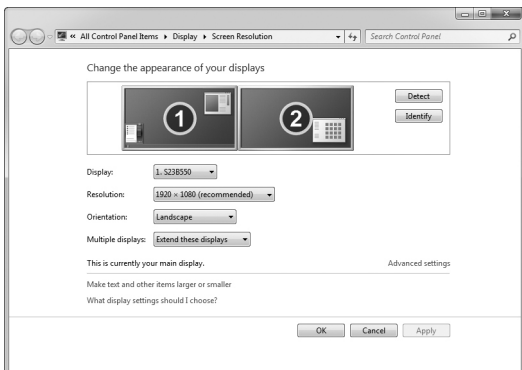 « All Control Panel Items ▸ Display ▸ Screen Resolution
Search Control Panel
Change the appearance of your displays
1
2
Detect
Identify
Display: 1. S23B550
Resolution: 1920 × 1080 (recommended)
Orientation: Landscape
Multiple displays: Extend these displays
This is currently your main display. Advanced settings
Make text and other items larger or smaller
What display settings should I choose?
OK Cancel Apply